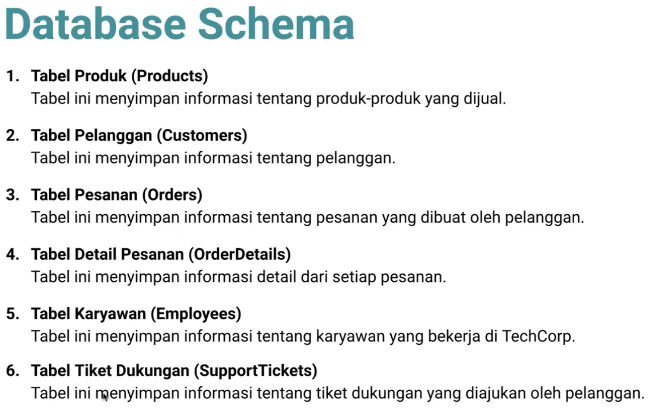 Database Schema
1. Tabel Produk (Products)
Tabel ini menyimpan informasi tentang produk-produk yang dijual.
2. Tabel Pelanggan (Customers)
Tabel ini menyimpan informasi tentang pelanggan.
3. Tabel Pesanan (Orders)
Tabel ini menyimpan informasi tentang pesanan yang dibuat oleh pelanggan.
4. Tabel Detail Pesanan (OrderDetails)
Tabel ini menyimpan informasi detail dari setiap pesanan.
5. Tabel Karyawan (Employees)
Tabel ini menyimpan informasi tentang karyawan yang bekerja di TechCorp.
6. Tabel Tiket Dukungan (SupportTickets)
Tabel ini menyimpan informasi tentang tiket dukungan yang diajukan oleh pelanggan.